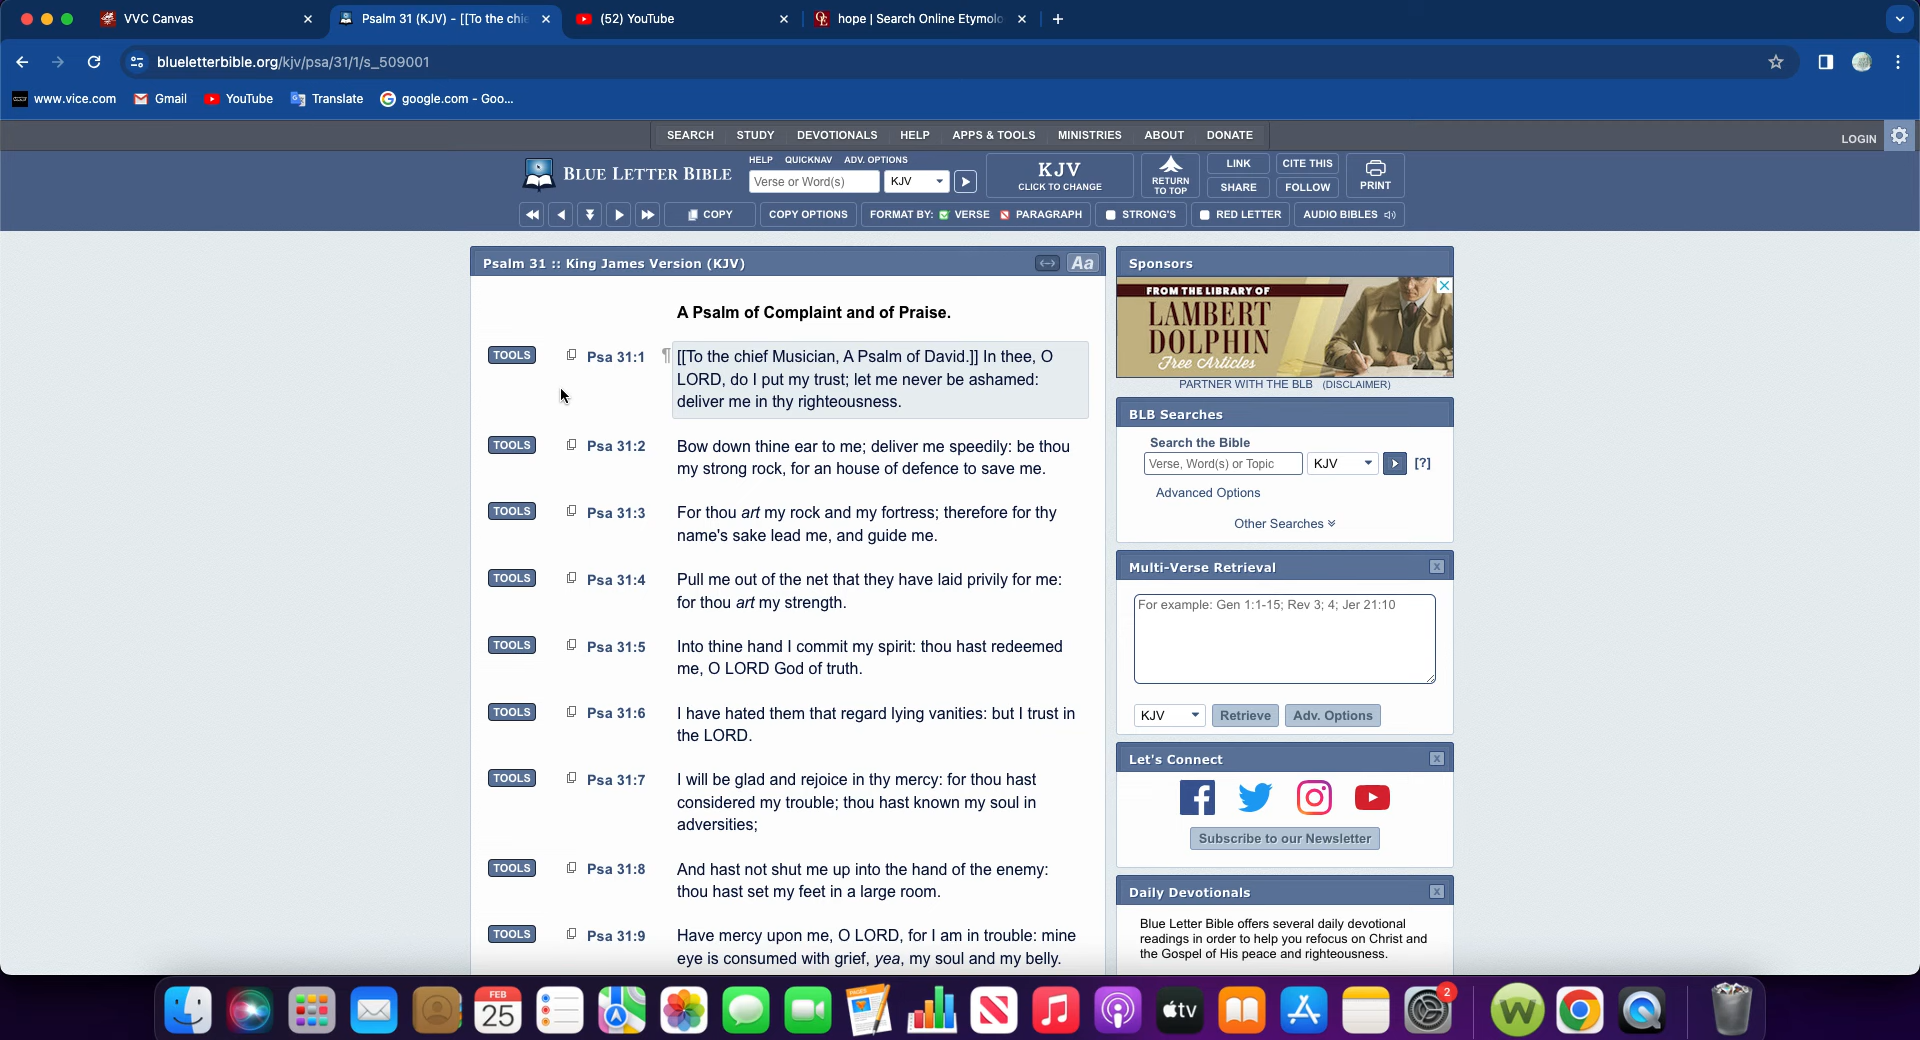 VVC Canvas
Psalm 31 (KJV) - [[To the chie
(52) YouTube
hope | Search Online Etymolo
blueletterbible.org/kjv/psa/31/1/s_509001
www.vice.com
Gmail
YouTube
Translate
google.com - Goo...
SEARCH STUDY DEVOTIONALS HELP APPS & TOOLS MINISTRIES ABOUT DONATE
LOGIN
BLUE LETTER BIBLE
HELP QUICKNAV ADV. OPTIONS
Verse or Word(s)
KJV
KJV
CLICK TO CHANGE
RETURN
TO TOP
LINK
CITE THIS
SHARE
FOLLOW
PRINT
COPY
COPY OPTIONS
FORMAT BY: VERSE PARAGRAPH
STRONG'S
RED LETTER
AUDIO BIBLES
Psalm 31 :: King James Version (KJV)
Aa
A Psalm of Complaint and of Praise.
TOOLS Psa 31:1 ¶ [[To the chief Musician, A Psalm of David.]] In thee, O
LORD, do I put my trust; let me never be ashamed:
deliver me in thy righteousness.
TOOLS Psa 31:2 Bow down thine ear to me; deliver me speedily: be thou
my strong rock, for an house of defence to save me.
TOOLS Psa 31:3 For thou art my rock and my fortress; therefore for thy
name's sake lead me, and guide me.
TOOLS Psa 31:4 Pull me out of the net that they have laid privily for me:
for thou art my strength.
TOOLS Psa 31:5 Into thine hand I commit my spirit: thou hast redeemed
me, O LORD God of truth.
TOOLS Psa 31:6 I have hated them that regard lying vanities: but I trust in
the LORD.
TOOLS Psa 31:7 I will be glad and rejoice in thy mercy: for thou hast
considered my trouble; thou hast known my soul in
adversities;
TOOLS Psa 31:8 And hast not shut me up into the hand of the enemy:
thou hast set my feet in a large room.
TOOLS Psa 31:9 Have mercy upon me, O LORD, for I am in trouble: mine
eye is consumed with grief, yea, my soul and my belly.
Sponsors
FROM THE LIBRARY OF
LAMBERT
DOLPHIN
Free Articles
PARTNER WITH THE BLB (DISCLAIMER)
BLB Searches
Search the Bible
Verse, Word(s) or Topic
KJV
[?]
Advanced Options
Other Searches
Multi-Verse Retrieval
x
For example: Gen 1:1-15; Rev 3; 4; Jer 21:10
KJV
Retrieve
Adv. Options
Let's Connect
x
Subscribe to our Newsletter
Daily Devotionals
x
Blue Letter Bible offers several daily devotional
readings in order to help you refocus on Christ and
the Gospel of His peace and righteousness.
FEB
25
PAGES
tv
2
W